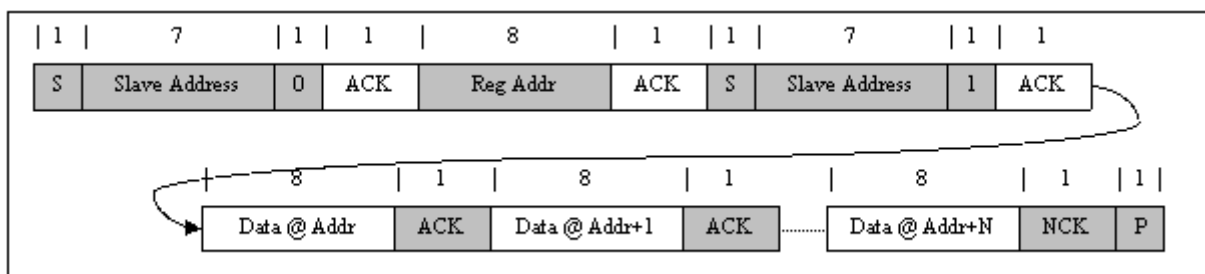 | 1 | 7 | 1 | 1 | 8 | 1 | 1 | 7 | 1 | 1
S Slave Address 0 ACK Reg Addr ACK S Slave Address 1 ACK
| 8 | 1 | 8 | 1 | 8 | 1 | 1 |
Data @ Addr ACK Data @ Addr+1 ACK Data @ Addr+N NCK P